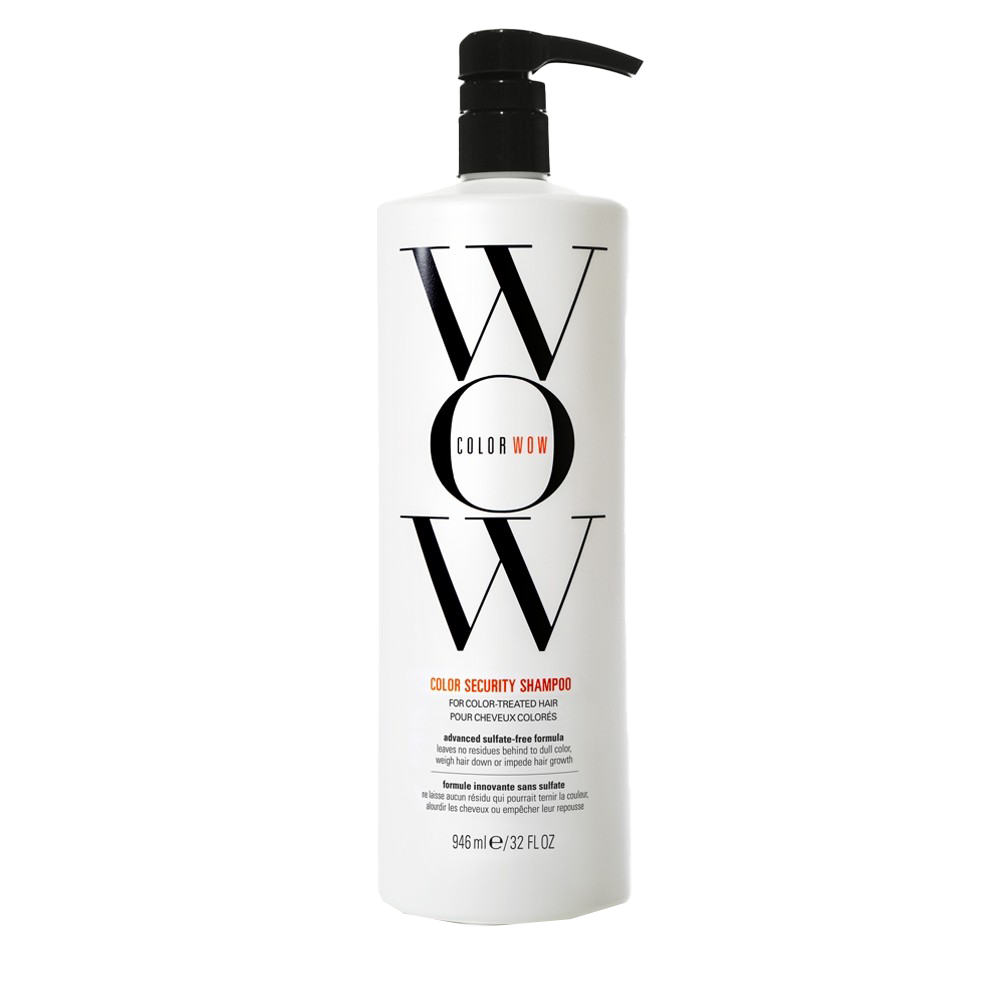 W
O
COLOR WOW
W
COLOR SECURITY SHAMPOO
FOR COLOR-TREATED HAIR
POUR CHEVEUX COLORÉS
advanced sulfate-free formula
leaves no residues behind to dull color,
weigh hair down or impede hair growth
formule innovante sans sulfate
ne laisse aucun résidu qui pourrait ternir la couleur,
alourdir les cheveux ou empêcher leur repousse
946 ml e/32 FL OZ